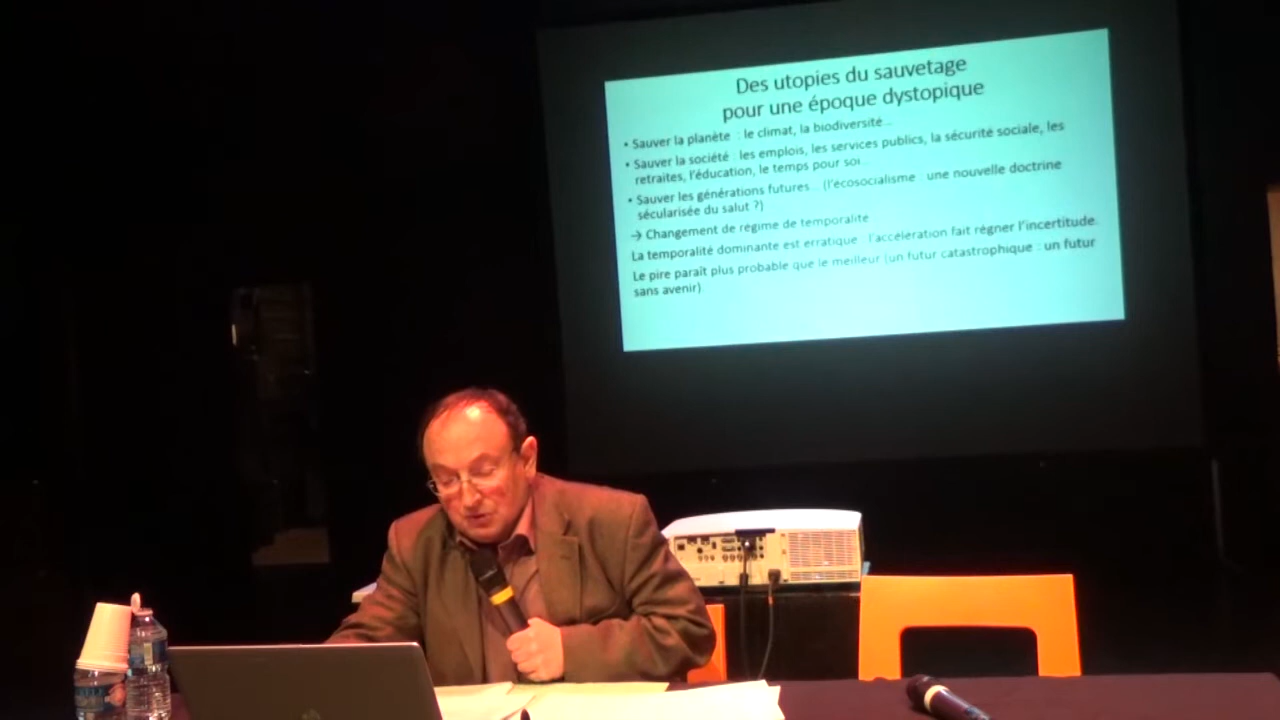 Des utopies du sauvetage
pour une époque dystopique
• Sauver la planète : le climat, la biodiversité...
• Sauver la société : les emplois, les services publics, la sécurité sociale, les
retraites, l'éducation, le temps pour soi...
• Sauver les générations futures... (l'écosocialisme : une nouvelle doctrine
sécularisée du salut ?)
→ Changement de régime de temporalité
La temporalité dominante est erratique : l'accélération fait régner l'incertitude.
Le pire paraît plus probable que le meilleur (un futur catastrophique : un futur
sans avenir)